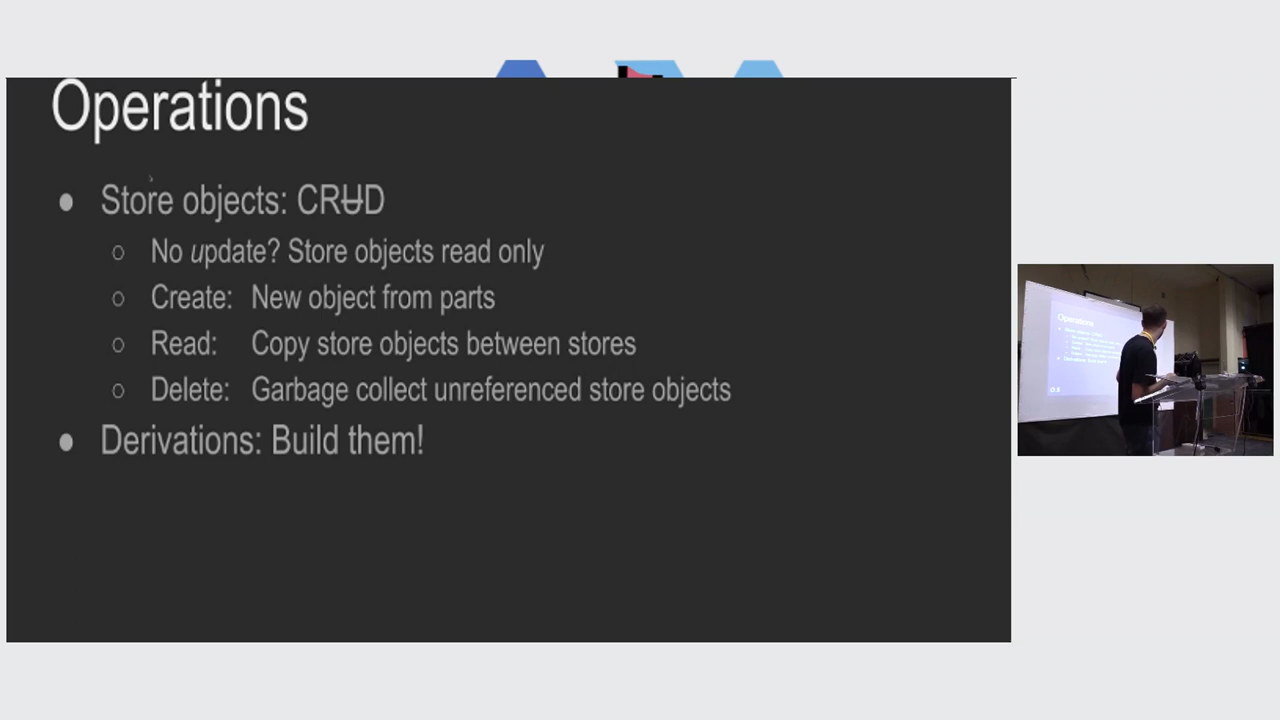 Operations
● Store objects: CRUD
○ No update? Store objects read only
○ Create: New object from parts
○ Read: Copy store objects between stores
○ Delete: Garbage collect unreferenced store objects
● Derivations: Build them!
Operations